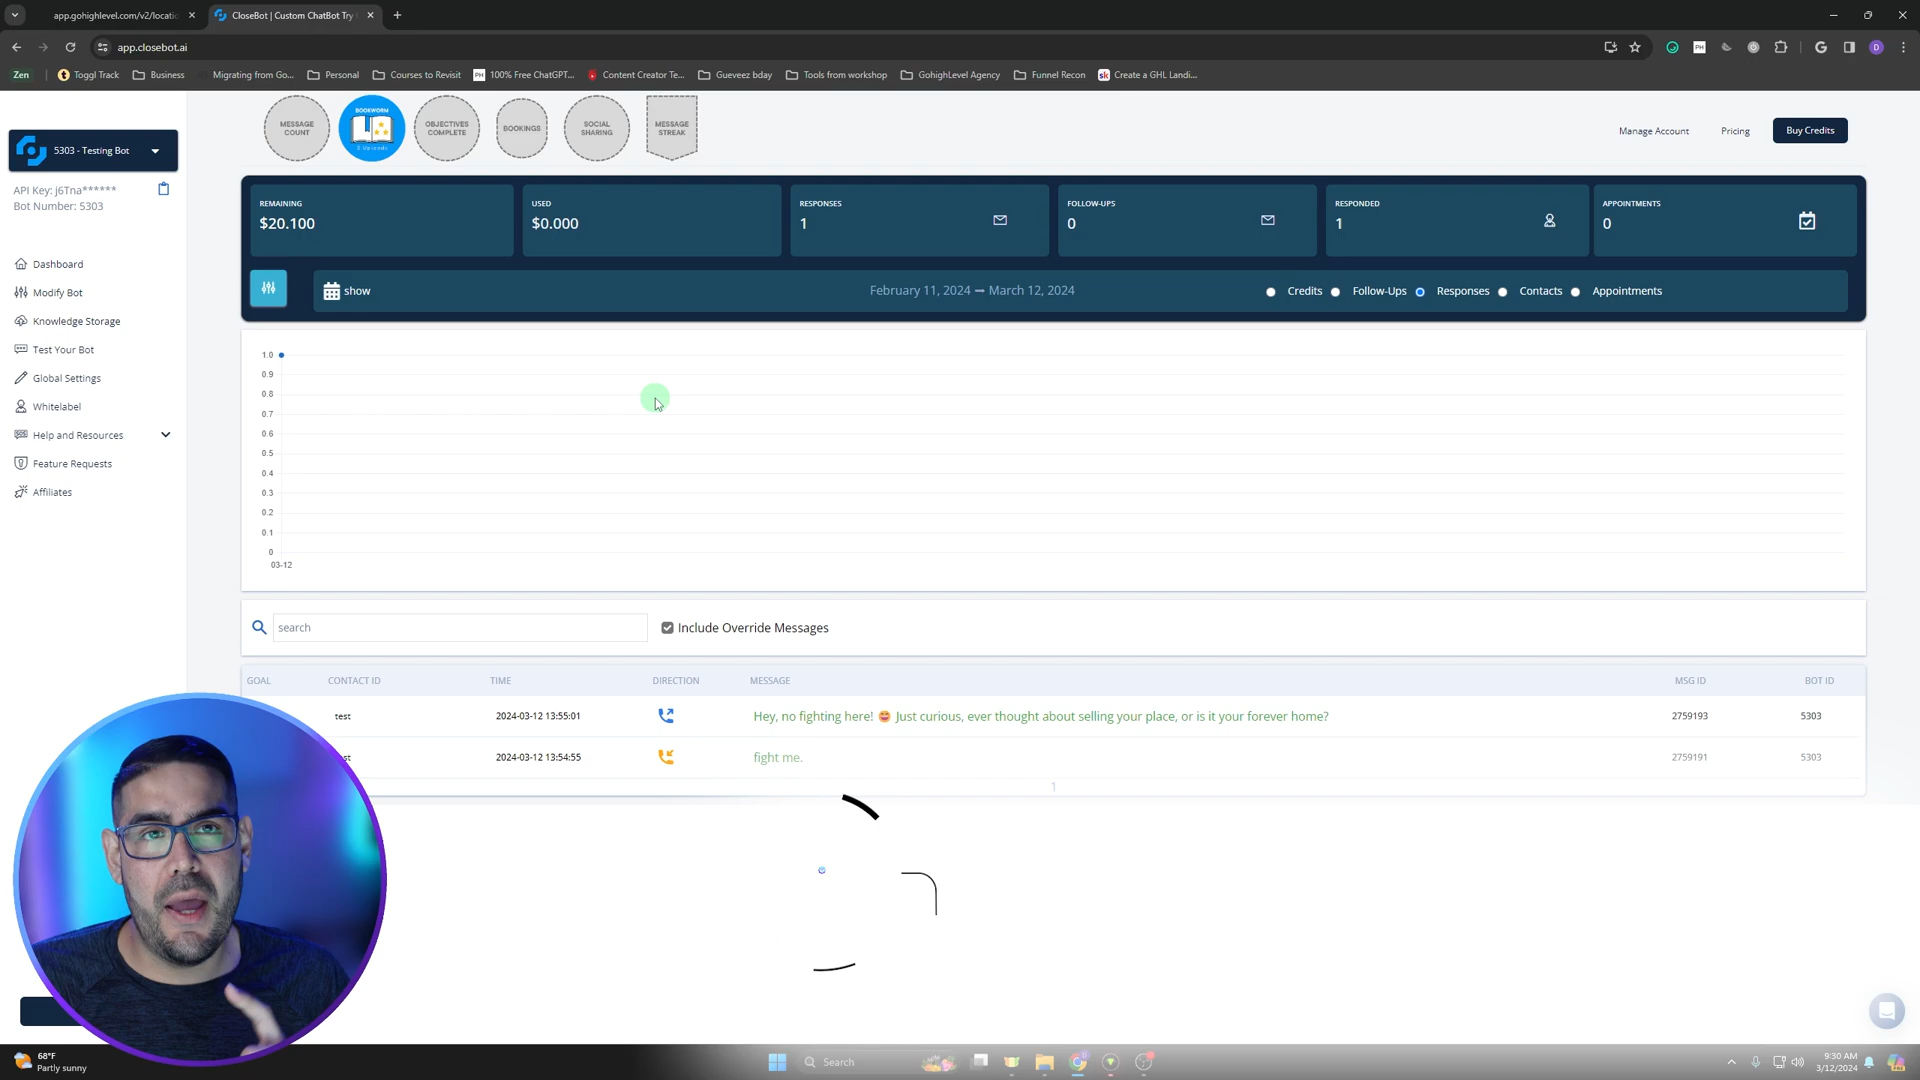 app.gohighlevel.com/v2/locatic
CloseBot | Custom ChatBot Try
app.closebot.ai
Zen
Toggl Track
Business
Migrating from Go...
Personal
Courses to Revisit
PH 100% Free ChatGPT...
Content Creator Te...
Gueveez bday
Tools from workshop
GohighLevel Agency
Funnel Recon
sk Create a GHL Landi...
MESSAGE
COUNT
BOOKWORM
OBJECTIVES
COMPLETE
BOOKINGS
SOCIAL
SHARING
MESSAGE
STREAK
Manage Account
Pricing
Buy Credits
5303 - Testing Bot
API Key: j6Tna******
Bot Number: 5303
Dashboard
Modify Bot
Knowledge Storage
Test Your Bot
Global Settings
Whitelabel
Help and Resources
Feature Requests
Affiliates
REMAINING
$20.100
USED
$0.000
RESPONSES
1
FOLLOW-UPS
0
RESPONDED
1
APPOINTMENTS
0
show
February 11, 2024 — March 12, 2024
Credits
Follow-Ups
Responses
Contacts
Appointments
1.0
0.9
0.8
0.7
0.6
0.5
0.4
0.3
0.2
0.1
0
03-12
search
Include Override Messages
GOAL CONTACT ID TIME DIRECTION MESSAGE MSG ID BOT ID
test 2024-03-12 13:55:01 Hey, no fighting here! 😄 Just curious, ever thought about selling your place, or is it your forever home? 2759193 5303
st 2024-03-12 13:54:55 fight me. 2759191 5303
1
68°F
Partly sunny
Search
9:30 AM
3/12/2024